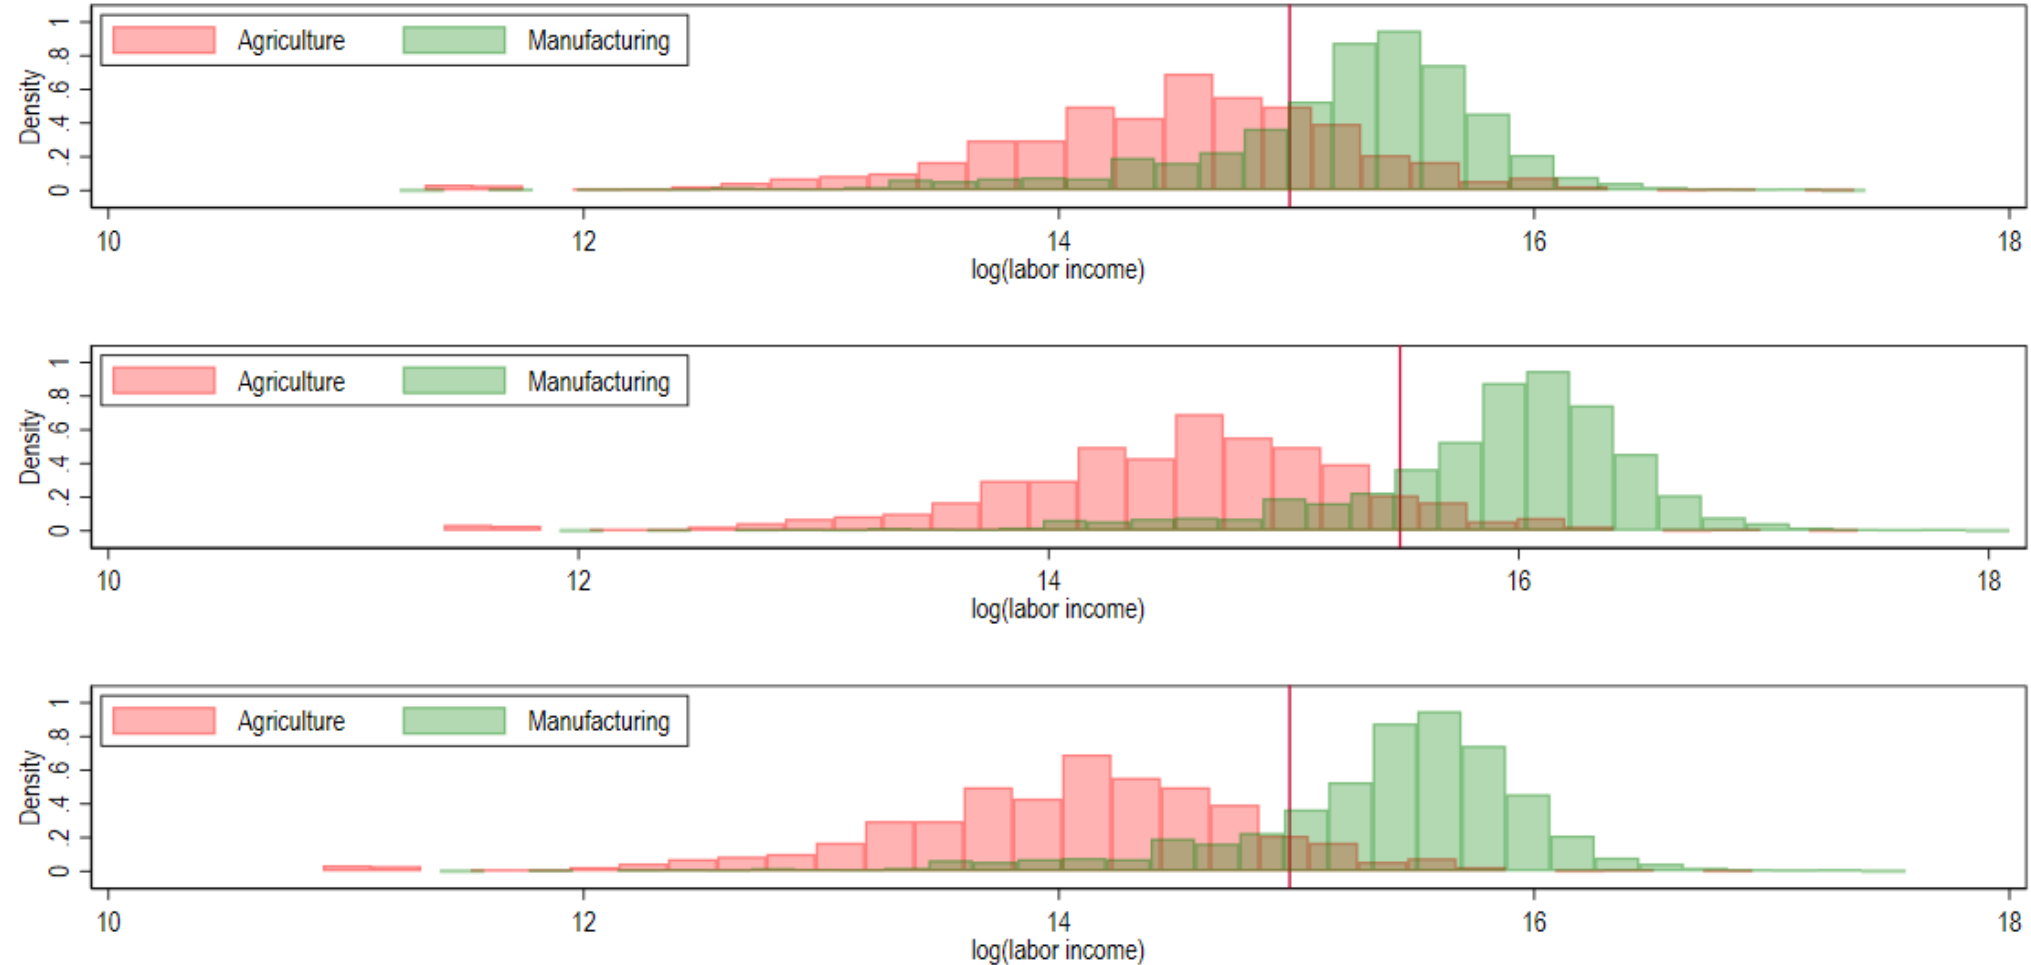 Agriculture Manufacturing
Density
0 .2 .4 .6 .8 1
10 12 14 16 18
log(labor income)
Agriculture Manufacturing
Density
0 .2 .4 .6 .8 1
10 12 14 16 18
log(labor income)
Agriculture Manufacturing
Density
0 .2 .4 .6 .8 1
10 12 14 16 18
log(labor income)